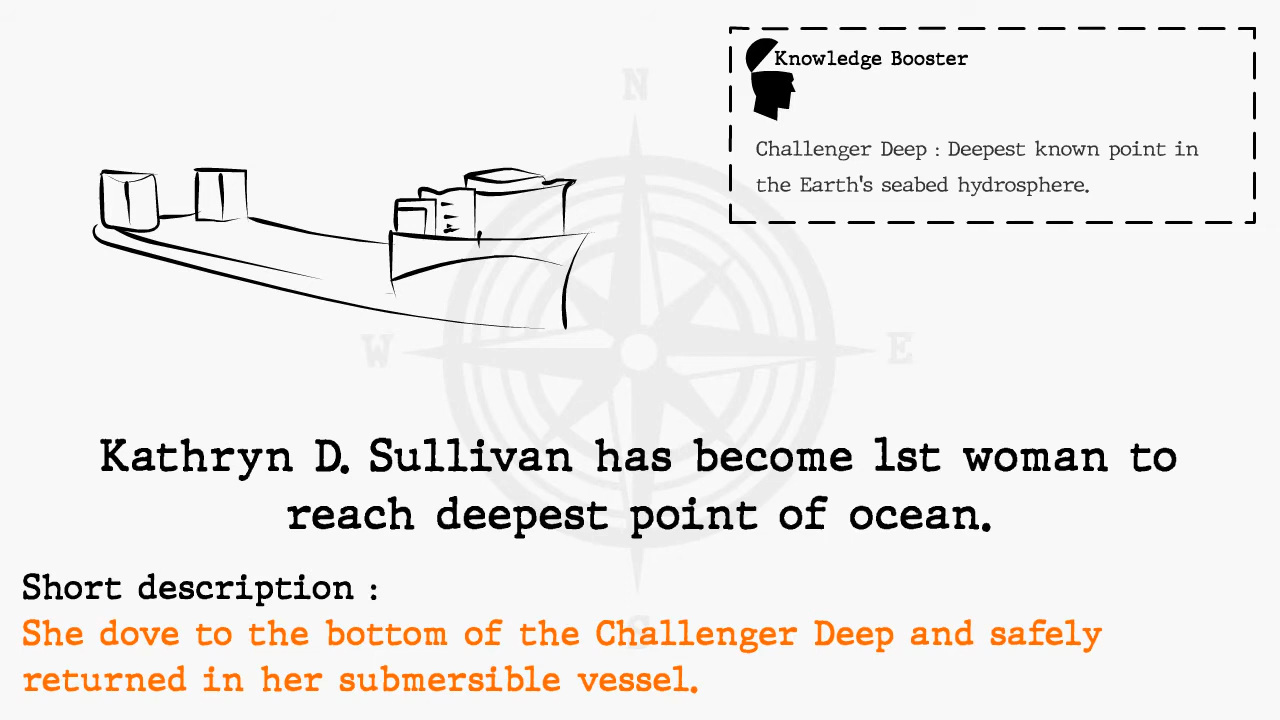 Knowledge Booster
Challenger Deep : Deepest known point in
the Earth's seabed hydrosphere.
N
W
E
S
Kathryn D. Sullivan has become 1st woman to
reach deepest point of ocean.
Short description :
She dove to the bottom of the Challenger Deep and safely
returned in her submersible vessel.